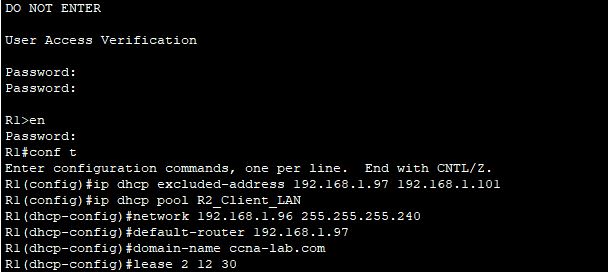 DO NOT ENTER
User Access Verification
Password:
Password:
R1>en
Password:
R1#conf t
Enter configuration commands, one per line.  End with CNTL/Z.
R1(config)#ip dhcp excluded-address 192.168.1.97 192.168.1.101
R1(config)#ip dhcp pool R2_Client_LAN
R1(dhcp-config)#network 192.168.1.96 255.255.255.240
R1(dhcp-config)#default-router 192.168.1.97
R1(dhcp-config)#domain-name ccna-lab.com
R1(dhcp-config)#lease 2 12 30